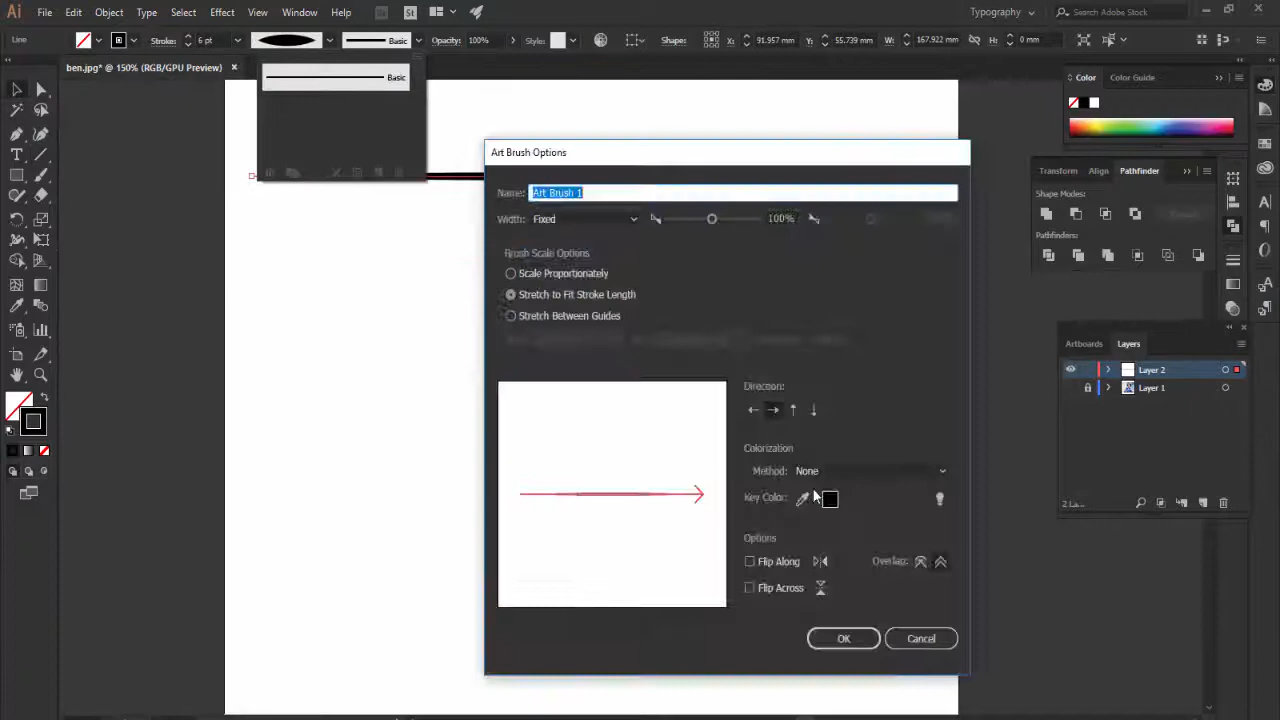 Ai File Edit Object Type Select Effect View Window Help Br St Typography Search Adobe Stock
Line Stroke: 6 pt Basic Opacity: 100% Style: Shape: X: 91.957 mm Y: 55.739 mm W: 167.922 mm H: 0 mm
ben.jpg* @ 150% (RGB/GPU Preview)
Basic
Color Color Guide
Art Brush Options
Transform Align Pathfinder
Name: Art Brush 1
Shape Modes:
Width: Fixed 100%
Pathfinders:
Brush Scale Options
Scale Proportionately
Stretch to Fit Stroke Length
Stretch Between Guides
Artboards Layers
Layer 2
Layer 1
Direction:
Colorization
Method: None
Key Color:
2 La...
Options
Flip Along Overlap:
Flip Across
OK Cancel